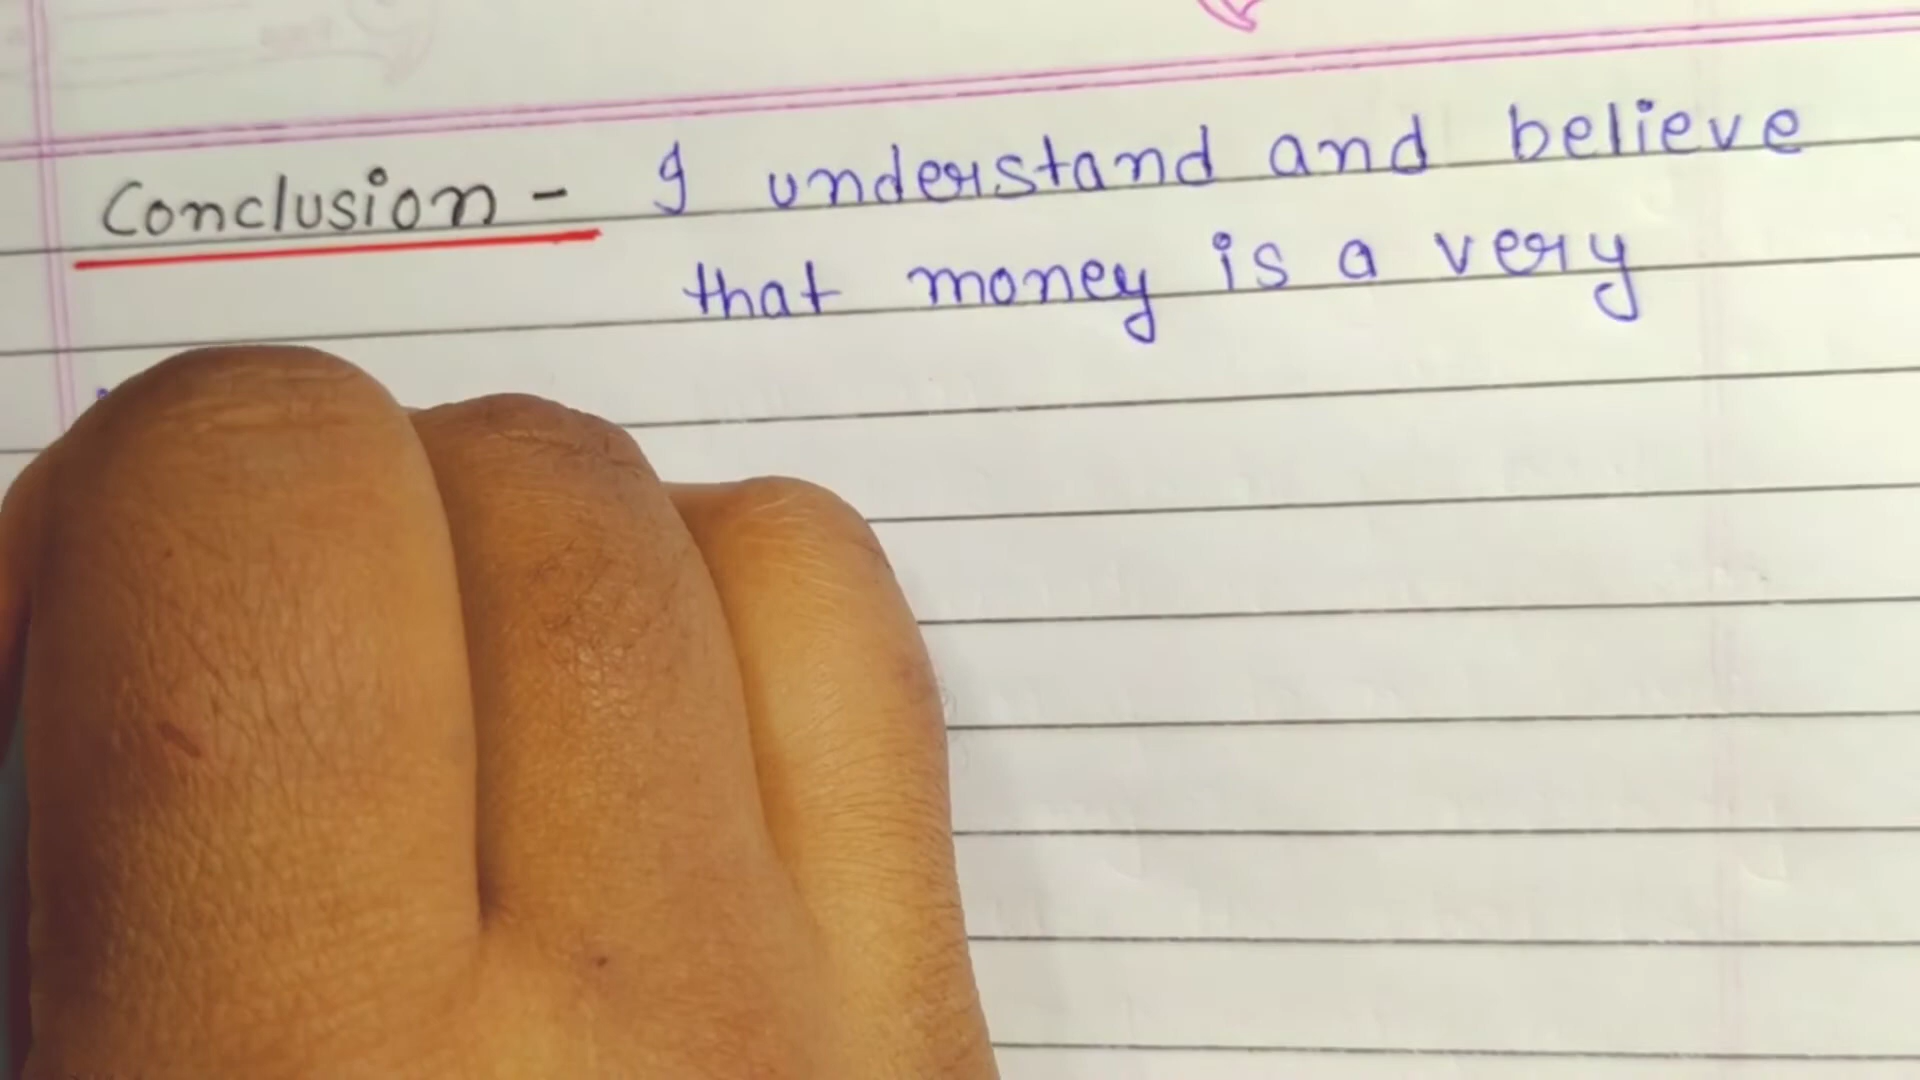 Conclusion - I understand and believe
that money is a very